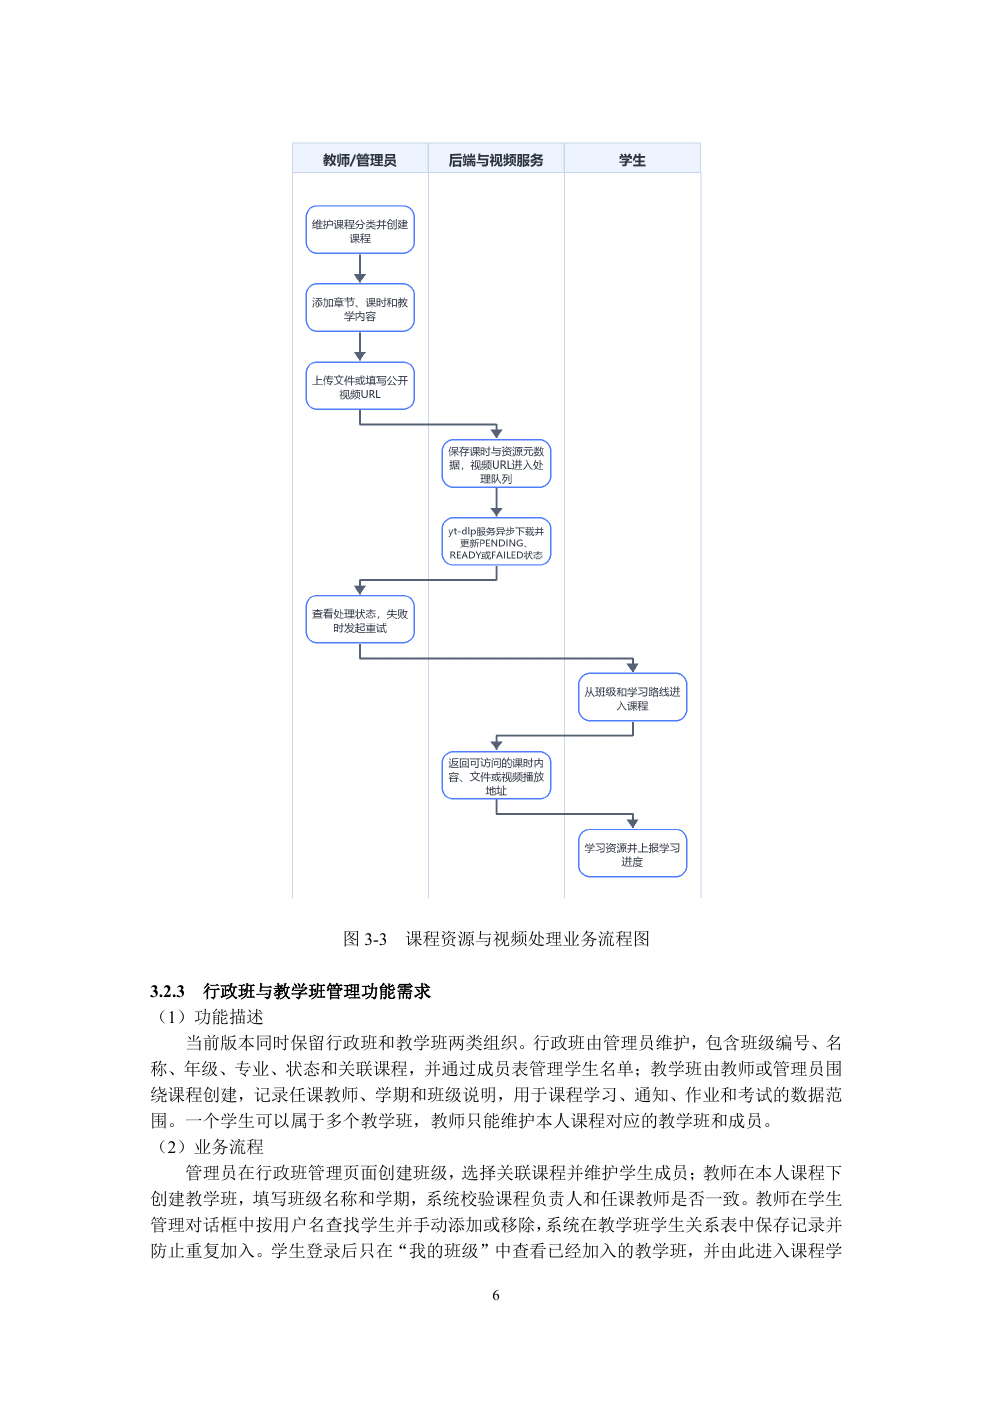 教师/管理员
后端与视频服务
学生
维护课程分类并创建
课程
添加章节、课时和教
学内容
上传文件或填写公开
视频URL
保存课时与资源元数
据，视频URL进入处
理队列
yt-dlp服务异步下载并
更新PENDING、
READY或FAILED状态
查看处理状态，失败
时发起重试
从班级和学习路线进
入课程
返回可访问的课时内
容、文件或视频播放
地址
学习资源并上报学习
进度
图 3-3 课程资源与视频处理业务流程图
3.2.3 行政班与教学班管理功能需求
（1）功能描述
当前版本同时保留行政班和教学班两类组织。行政班由管理员维护，包含班级编号、名
称、年级、专业、状态和关联课程，并通过成员表管理学生名单；教学班由教师或管理员围
绕课程创建，记录任课教师、学期和班级说明，用于课程学习、通知、作业和考试的数据范
围。一个学生可以属于多个教学班，教师只能维护本人课程对应的教学班和成员。
（2）业务流程
管理员在行政班管理页面创建班级，选择关联课程并维护学生成员；教师在本人课程下
创建教学班，填写班级名称和学期，系统校验课程负责人和任课教师是否一致。教师在学生
管理对话框中按用户名查找学生并手动添加或移除，系统在教学班学生关系表中保存记录并
防止重复加入。学生登录后只在“我的班级”中查看已经加入的教学班，并由此进入课程学
6